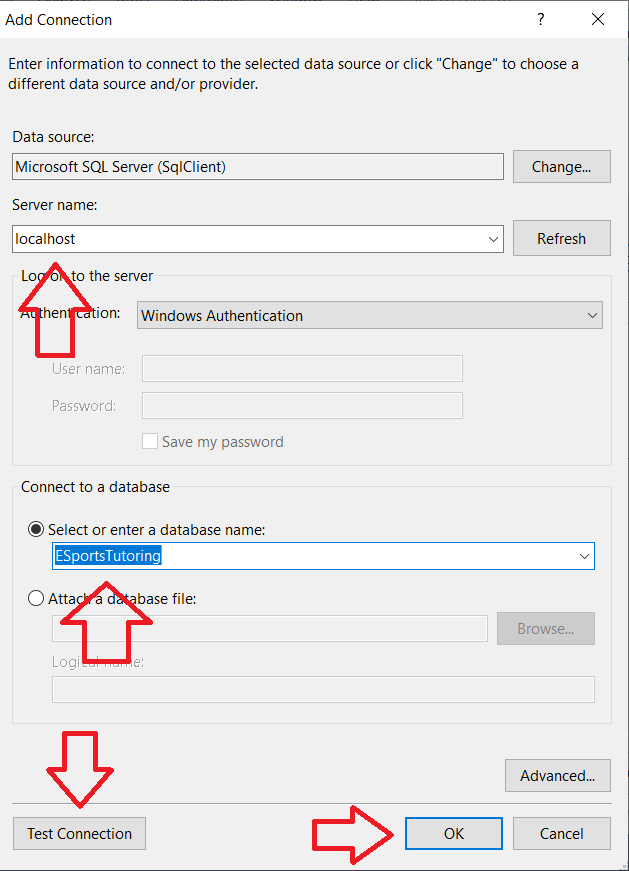 Add Connection ? ×
Enter information to connect to the selected data source or click "Change" to choose a
different data source and/or provider.
Data source:
Microsoft SQL Server (SqlClient) Change...
Server name:
localhost Refresh
Log on to the server
Authentication: Windows Authentication
User name:
Password:
Save my password
Connect to a database
Select or enter a database name:
ESportsTutoring
Attach a database file:
Browse...
Logical name:
Advanced...
Test Connection OK Cancel